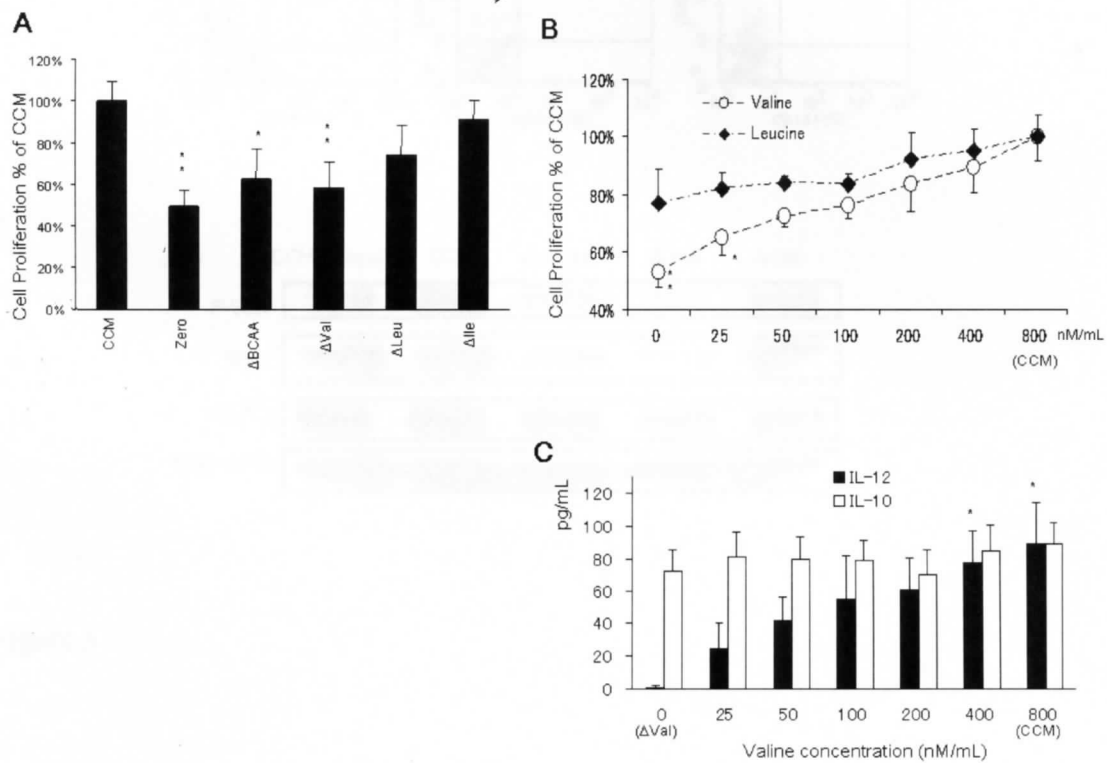 A
120%
100%
80%
60%
40%
20%
0%
Cell Proliferation % of CCM
* *
*
* *
CCM
Zero
ΔBCAA
ΔVal
ΔLeu
ΔIle
B
120%
100%
80%
60%
40%
Cell Proliferation % of CCM
Valine
Leucine
* *
*
0 25 50 100 200 400 800 nM/mL
(CCM)
C
pg/mL
120
100
80
60
40
20
0
IL-12
IL-10
*
*
0 25 50 100 200 400 800
(ΔVal) (CCM)
Valine concentration (nM/mL)